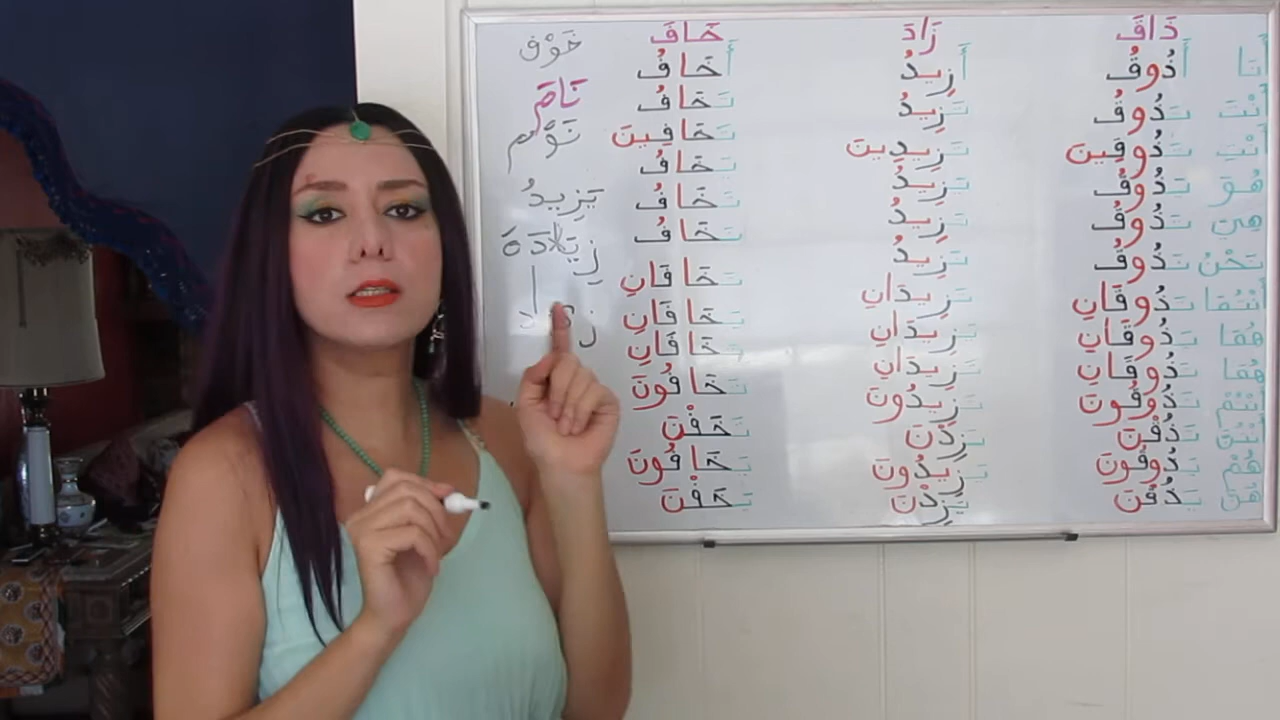 ذَاقَ زَادَ خَافَ خَوْف
أَنَا أَذُوقُ أَزِيدُ أَخَافُ
أَنْتَ تَذُوقُ تَزِيدُ تَخَافُ نَامَ
أَنْتِ تَذُوقِينَ تَزِيدِينَ تَخَافِينَ نَوْم
هُوَ يَذُوقُ يَزِيدُ يَخَافُ
هِيَ تَذُوقُ تَزِيدُ تَخَافُ يَزِيدُ
نَحْنُ نَذُوقُ نَزِيدُ نَخَافُ زِيَادَة
أَنْتُمَا تَذُوقَانِ تَزِيدَانِ تَخَافَانِ
هُمَا يَذُوقَانِ يَزِيدَانِ يَخَافَانِ
هُمَا تَذُوقَانِ تَزِيدَانِ تَخَافَانِ
أَنْتُمْ تَذُوقُونَ تَزِيدُونَ تَخَافُونَ
أَنْتُنَّ تَذُقْنَ تَزِدْنَ تَخَفْنَ
هُمْ يَذُوقُونَ يَزِيدُونَ يَخَافُونَ
هُنَّ يَذُقْنَ يَزِدْنَ يَخَفْنَ